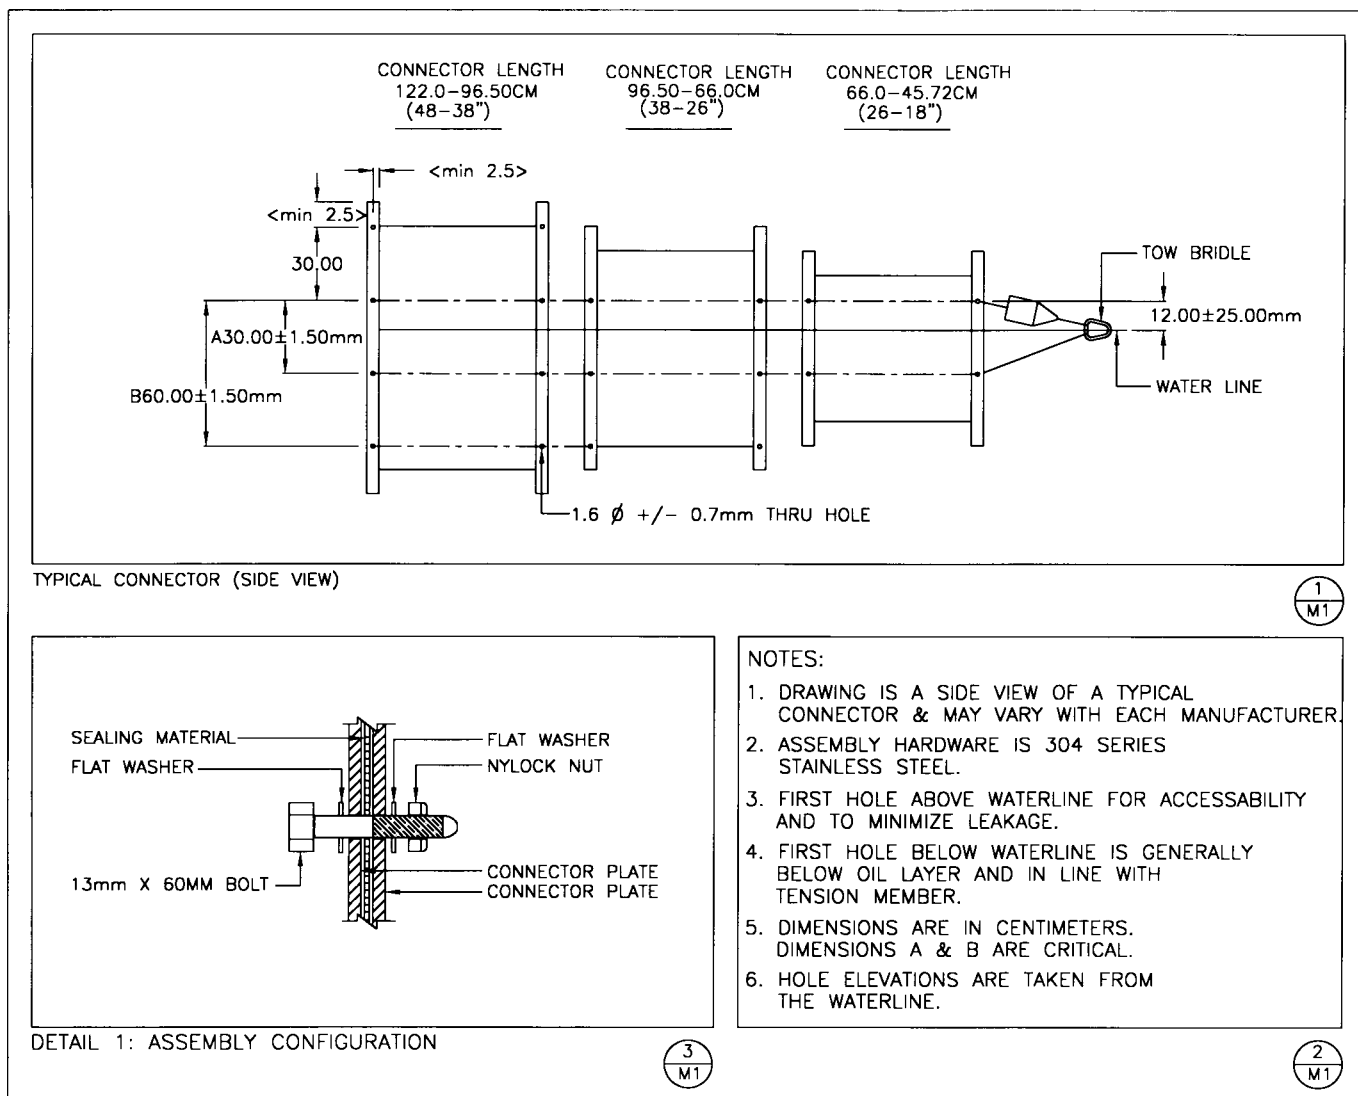 CONNECTOR LENGTH
122.0-96.50CM
(48-38")
CONNECTOR LENGTH
96.50-66.0CM
(38-26")
CONNECTOR LENGTH
66.0-45.72CM
(26-18")
<min 2.5>
<min 2.5>
30.00
A30.00±1.50mm
B60.00±1.50mm
TOW BRIDLE
12.00±25.00mm
WATER LINE
1.6 Ø +/- 0.7mm THRU HOLE
TYPICAL CONNECTOR (SIDE VIEW)
1
M1
SEALING MATERIAL
FLAT WASHER
FLAT WASHER
NYLOCK NUT
13mm X 60MM BOLT
CONNECTOR PLATE
CONNECTOR PLATE
DETAIL 1: ASSEMBLY CONFIGURATION
3
M1
NOTES:
1. DRAWING IS A SIDE VIEW OF A TYPICAL
CONNECTOR & MAY VARY WITH EACH MANUFACTURER.
2. ASSEMBLY HARDWARE IS 304 SERIES
STAINLESS STEEL.
3. FIRST HOLE ABOVE WATERLINE FOR ACCESSABILITY
AND TO MINIMIZE LEAKAGE.
4. FIRST HOLE BELOW WATERLINE IS GENERALLY
BELOW OIL LAYER AND IN LINE WITH
TENSION MEMBER.
5. DIMENSIONS ARE IN CENTIMETERS.
DIMENSIONS A & B ARE CRITICAL.
6. HOLE ELEVATIONS ARE TAKEN FROM
THE WATERLINE.
2
M1